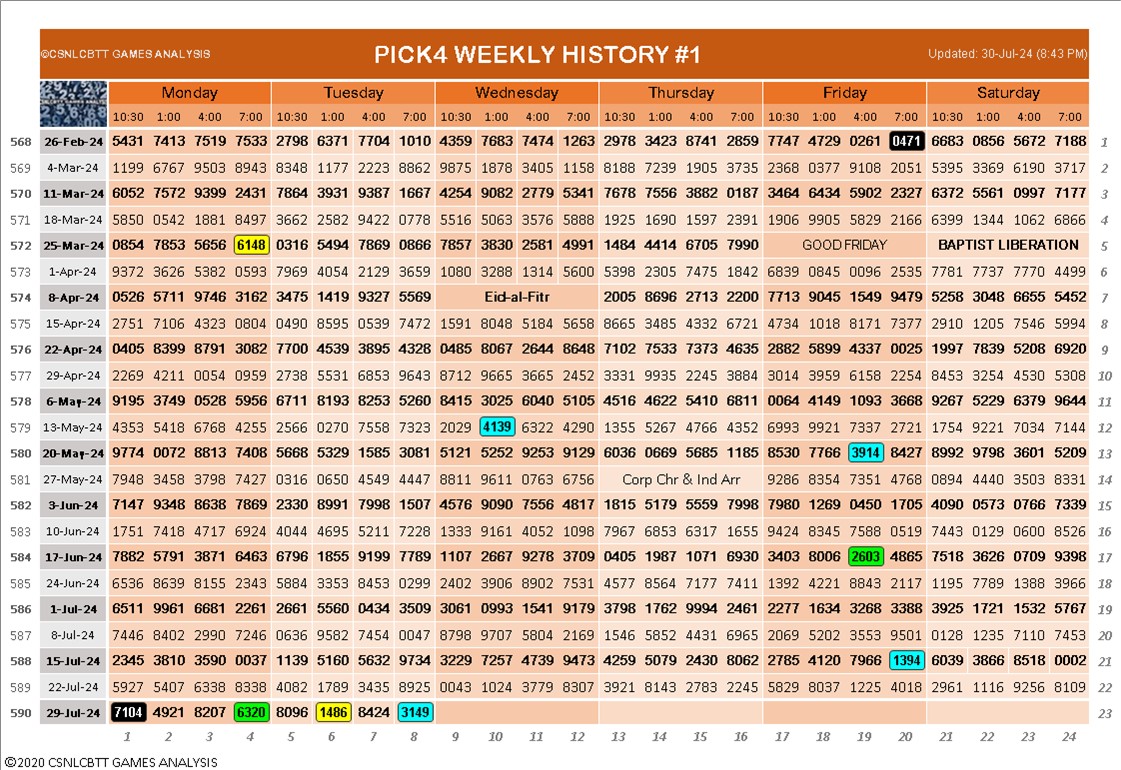 ©CSNLCBTT GAMES ANALYSIS PICK4 WEEKLY HISTORY #1 Updated: 30-Jul-24 (8:43 PM)
Monday Tuesday Wednesday Thursday Friday Saturday
10:30 1:00 4:00 7:00 10:30 1:00 4:00 7:00 10:30 1:00 4:00 7:00 10:30 1:00 4:00 7:00 10:30 1:00 4:00 7:00 10:30 1:00 4:00 7:00
568 26-Feb-24 5431 7413 7519 7533 2798 6371 7704 1010 4359 7683 7474 1263 2978 3423 8741 2859 7747 4729 0261 0471 6683 0856 5672 7188 1
569 4-Mar-24 1199 6767 9503 8943 8348 1177 2223 8862 9875 1878 3405 1158 8188 7239 1905 3735 2368 0377 9108 2051 5395 3369 6190 3717 2
570 11-Mar-24 6052 7572 9399 2431 7864 3931 9387 1667 4254 9082 2779 5341 7678 7556 3882 0187 3464 6434 5902 2327 6372 5561 0997 7177 3
571 18-Mar-24 5850 0542 1881 8497 3662 2582 9422 0778 5516 5063 3576 5888 1925 1690 1597 2391 1906 9905 5829 2166 6399 1344 1062 6866 4
572 25-Mar-24 0854 7853 5656 6148 0316 5494 7869 0866 7857 3830 2581 4991 1484 4414 6705 7990 GOOD FRIDAY BAPTIST LIBERATION 5
573 1-Apr-24 9372 3626 5382 0593 7969 4054 2129 3659 1080 3288 1314 5600 5398 2305 7475 1842 6839 0845 0096 2535 7781 7737 7770 4499 6
574 8-Apr-24 0526 5711 9746 3162 3475 1419 9327 5569 Eid-al-Fitr 2005 8696 2713 2200 7713 9045 1549 9479 5258 3048 6655 5452 7
575 15-Apr-24 2751 7106 4323 0804 0490 8595 0539 7472 1591 8048 5184 5658 8665 3485 4332 6721 4734 1018 8171 7377 2910 1205 7546 5994 8
576 22-Apr-24 0405 8399 8791 3082 7700 4539 3895 4328 0485 8067 2644 8648 7102 7533 7373 4635 2882 5899 4337 0025 1997 7839 5208 6920 9
577 29-Apr-24 2269 4211 0054 0959 2738 5531 6853 9643 8712 9665 3665 2452 3331 9935 2245 3884 3014 3959 6158 2254 8453 3254 4530 5308 10
578 6-May-24 9195 3749 0528 5956 6711 8193 8253 5260 8415 3025 6040 5105 4516 4622 5410 6811 0064 4149 1093 3668 9267 5229 6379 9644 11
579 13-May-24 4353 5418 6768 4255 2566 0270 7558 7323 2029 4139 6322 4290 1355 5267 4766 4352 6993 9921 7337 2721 1754 9221 7034 7144 12
580 20-May-24 9774 0072 8813 7408 5668 5329 1585 3081 5121 5252 9253 9129 6036 0669 5685 1185 8530 7766 3914 8427 8992 9798 3601 5209 13
581 27-May-24 7948 3458 3798 7427 0316 0650 4549 4447 8811 9611 0763 6756 Corp Chr & Ind Arr 9286 8354 7351 4768 0894 4440 3503 8331 14
582 3-Jun-24 7147 9348 8638 7869 2330 8991 7998 1507 4576 9090 7556 4817 1815 5179 5559 7998 7980 1269 0450 1705 4090 0573 0766 7339 15
583 10-Jun-24 1751 7418 4717 6924 4044 4695 5211 7228 1333 9161 4052 1098 7967 6853 6317 1655 9424 8345 7588 0519 7443 0129 0600 8526 16
584 17-Jun-24 7882 5791 3871 6463 6796 1855 9199 7789 1107 2667 9278 3709 0405 1987 1071 6930 3403 8006 2603 4865 7518 3626 0709 9398 17
585 24-Jun-24 6536 8639 8155 2343 5884 3353 8453 0299 2402 3906 8902 7531 4577 8564 7177 7411 1392 4221 8843 2117 1195 7789 1388 3966 18
586 1-Jul-24 6511 9961 6681 2261 2661 5560 0434 3509 3061 0993 1541 9179 3798 1762 9994 2461 2277 1634 3268 3388 3925 1721 1532 5767 19
587 8-Jul-24 7446 8402 2990 7246 0636 9582 7454 0047 8798 9707 5804 2169 1546 5852 4431 6965 2069 5202 3553 9501 0128 1235 7110 7453 20
588 15-Jul-24 2345 3810 3590 0037 1139 5160 5632 9734 3229 7257 4739 9473 4259 5079 2430 8062 2785 4120 7966 1394 6039 3866 8518 0002 21
589 22-Jul-24 5927 5407 6338 8338 4082 1789 3435 8925 0043 1024 3779 8307 3921 8143 2783 2245 5829 8037 1225 4018 2961 1116 9256 8109 22
590 29-Jul-24 7104 4921 8207 6320 8096 1486 8424 3149 23
1 2 3 4 5 6 7 8 9 10 11 12 13 14 15 16 17 18 19 20 21 22 23 24
©2020 CSNLCBTT GAMES ANALYSIS